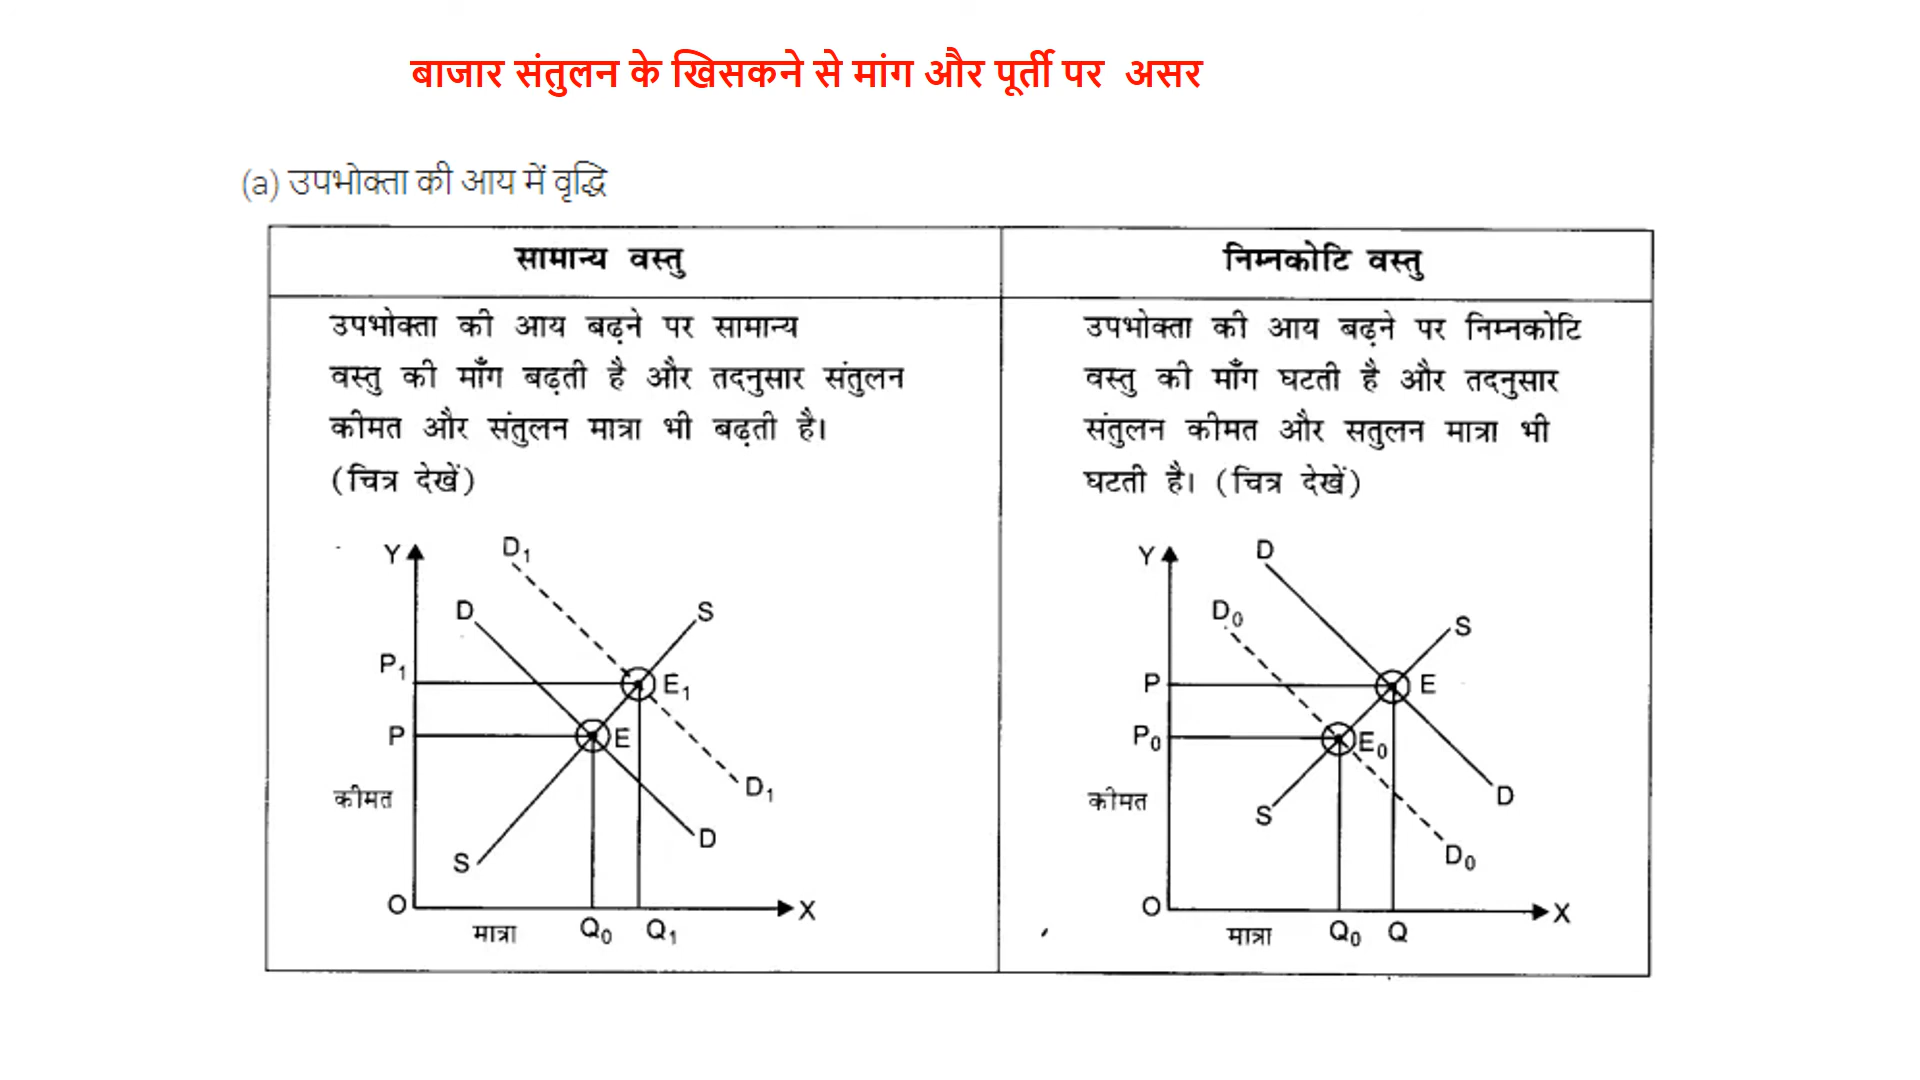 बाजार संतुलन के खिसकने से मांग और पूर्ती पर असर
(a) उपभोक्ता की आय में वृद्धि
सामान्य वस्तु
उपभोक्ता की आय बढ़ने पर सामान्य
वस्तु की माँग बढ़ती है और तदनुसार संतुलन
कीमत और संतुलन मात्रा भी बढ़ती है।
(चित्र देखें)
Y
D₁
D
S
P₁
E₁
P
E
कीमत
D₁
D
S
O
X
मात्रा
Q₀
Q₁
निम्नकोटि वस्तु
उपभोक्ता की आय बढ़ने पर निम्नकोटि
वस्तु की माँग घटती है और तदनुसार
संतुलन कीमत और सतुलन मात्रा भी
घटती है। (चित्र देखें)
Y
D
D₀
S
P
E
P₀
E₀
कीमत
D
S
D₀
O
X
मात्रा
Q₀
Q